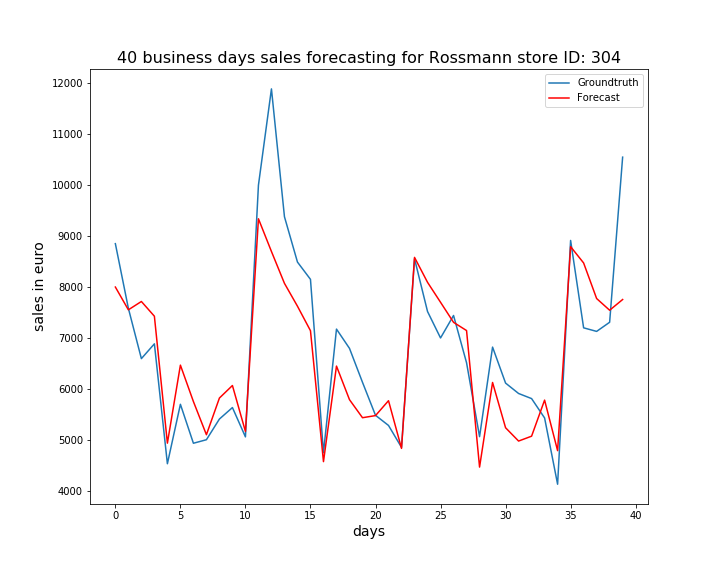 40 business days sales forecasting for Rossmann store ID: 304
Groundtruth
Forecast
12000
11000
10000
9000
8000
7000
6000
5000
4000
sales in euro
0 5 10 15 20 25 30 35 40
days